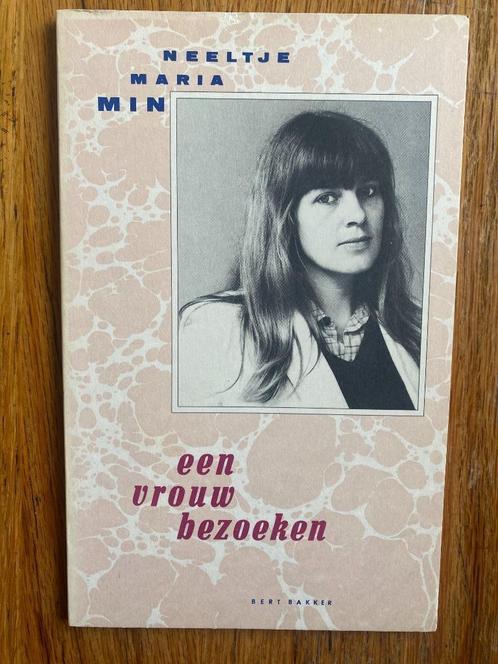 NEELTJE
MARIA
MIN
een
vrouw
bezoeken
BERT BAKKER